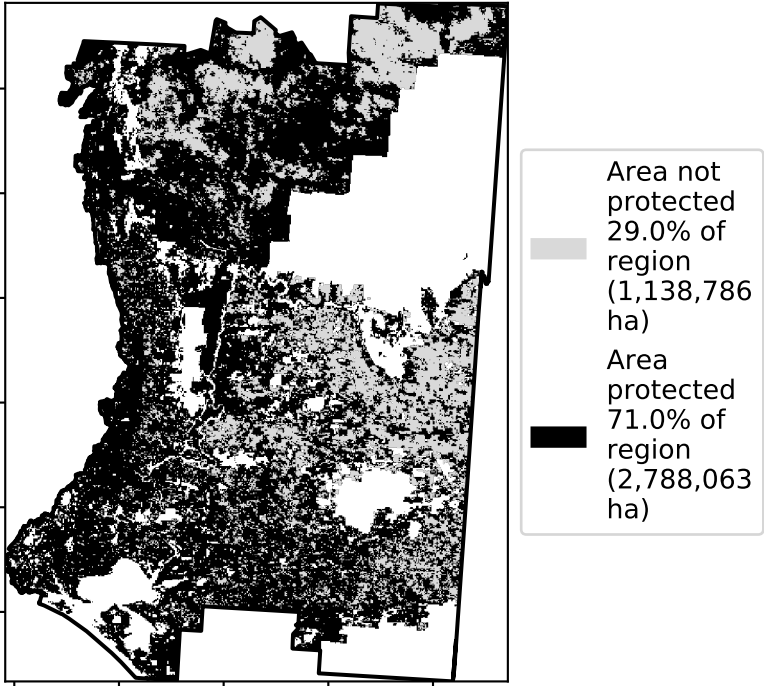 Area not
protected
29.0% of
region
(1,138,786
ha)
Area
protected
71.0% of
region
(2,788,063
ha)